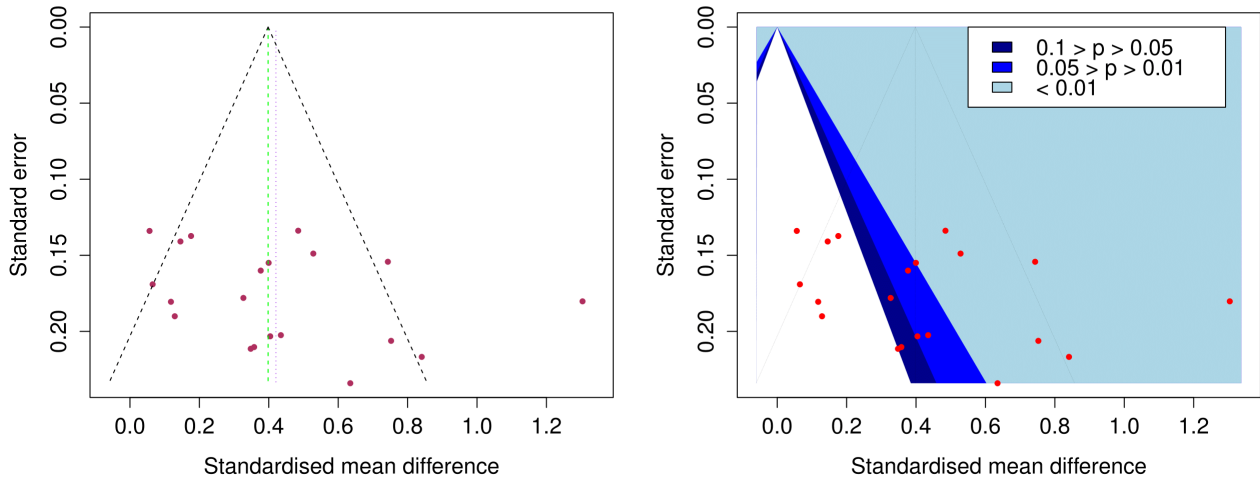 0.00
0.05
0.10
0.15
0.20
Standard error
0.0 0.2 0.4 0.6 0.8 1.0 1.2
Standardised mean difference
0.00
0.05
0.10
0.15
0.20
Standard error
0.1 > p > 0.05
0.05 > p > 0.01
< 0.01
0.0 0.2 0.4 0.6 0.8 1.0 1.2
Standardised mean difference